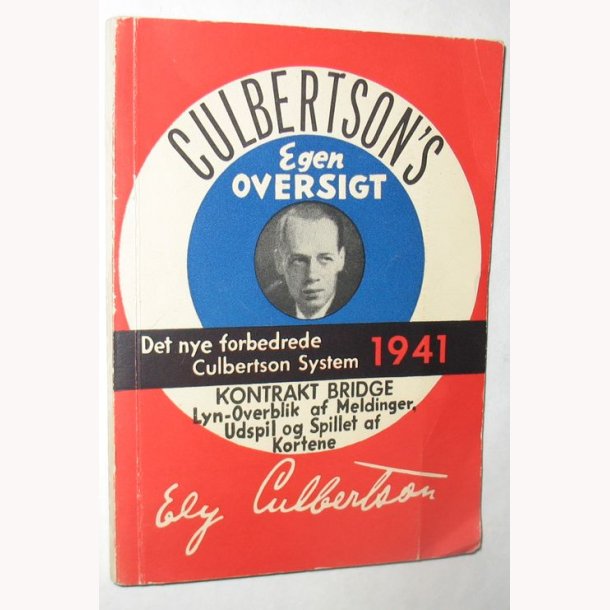 CULBERTSON'S
Egen
OVERSIGT
Det nye forbedrede
Culbertson System 1941
KONTRAKT BRIDGE
Lyn-Overblik af Meldinger,
Udspil og Spillet af
Kortene
Ely Culbertson